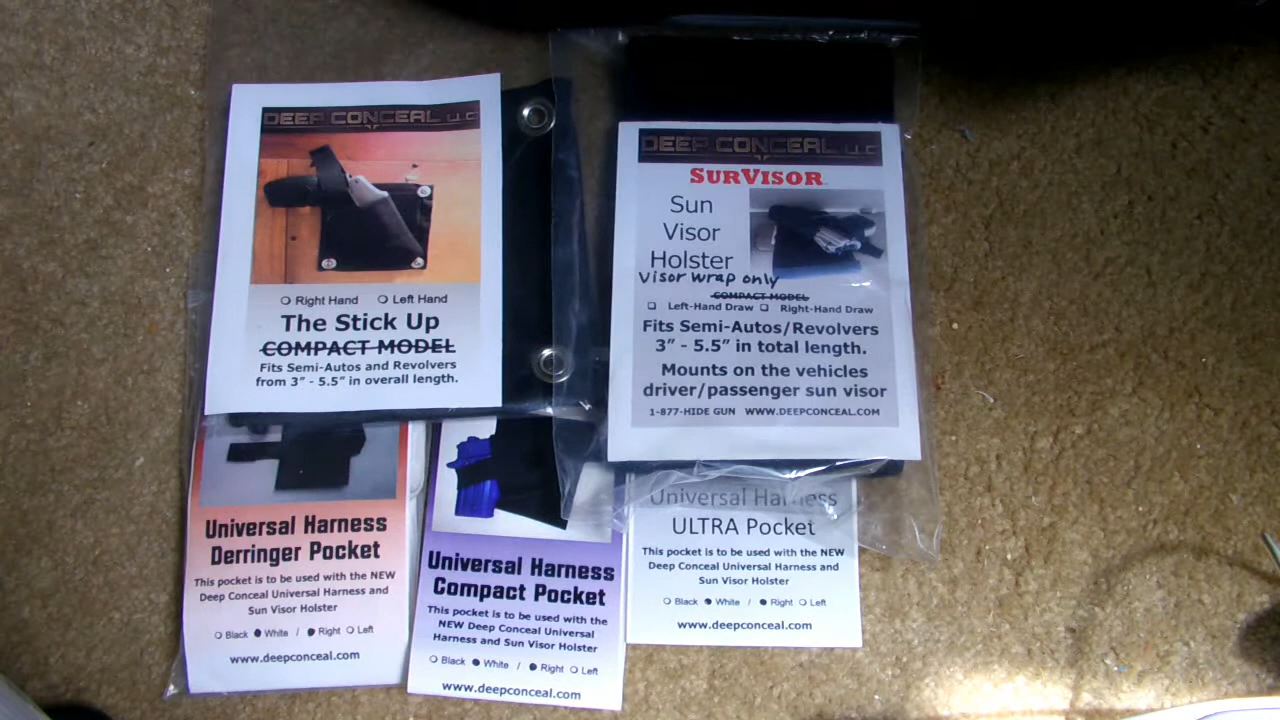 DEEP CONCEAL LLC
○ Right Hand ○ Left Hand
The Stick Up
COMPACT MODEL
Fits Semi-Autos and Revolvers
from 3” - 5.5” in overall length.
DEEP CONCEAL LLC
SURVISOR
Sun
Visor
Holster
Visor wrap only
COMPACT MODEL
☐ Left-Hand Draw ☐ Right-Hand Draw
Fits Semi-Autos/Revolvers
3” - 5.5” in total length.
Mounts on the vehicles
driver/passenger sun visor
1-877-HIDE GUN WWW.DEEPCONCEAL.COM
Universal Harness
Derringer Pocket
This pocket is to be used with the NEW
Deep Conceal Universal Harness and
Sun Visor Holster
○ Black ● White / ● Right ○ Left
www.deepconceal.com
Universal Harness
Compact Pocket
This pocket is to be used with the
NEW Deep Conceal Universal
Harness and Sun Visor Holster
○ Black ● White / ● Right ○ Left
www.deepconceal.com
Universal Harness
ULTRA Pocket
This pocket is to be used with the NEW
Deep Conceal Universal Harness and
Sun Visor Holster
○ Black ● White / ● Right ○ Left
www.deepconceal.com